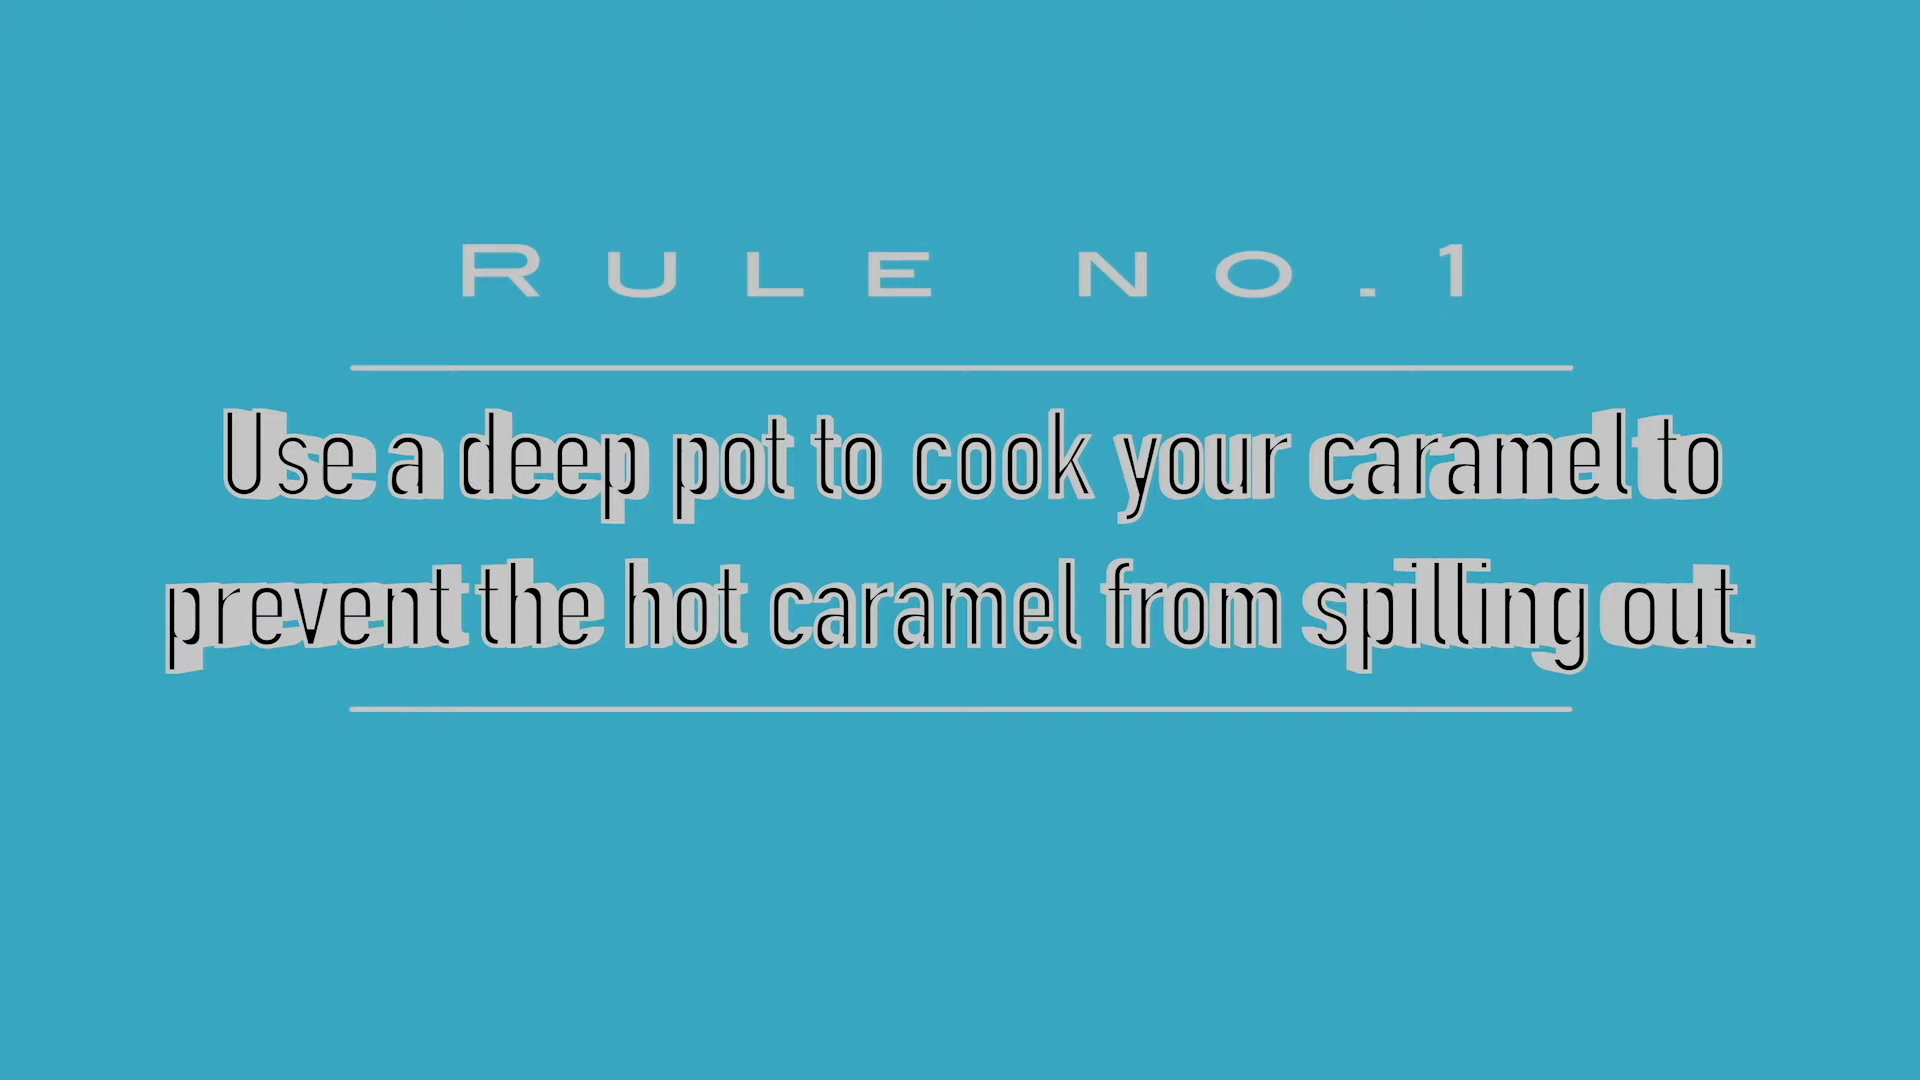 Rule no.1
Use a deep pot to cook your caramel to
prevent the hot caramel from spilling out.